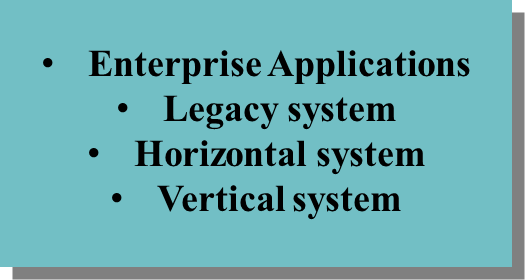 • Enterprise Applications
• Legacy system
• Horizontal system
• Vertical system